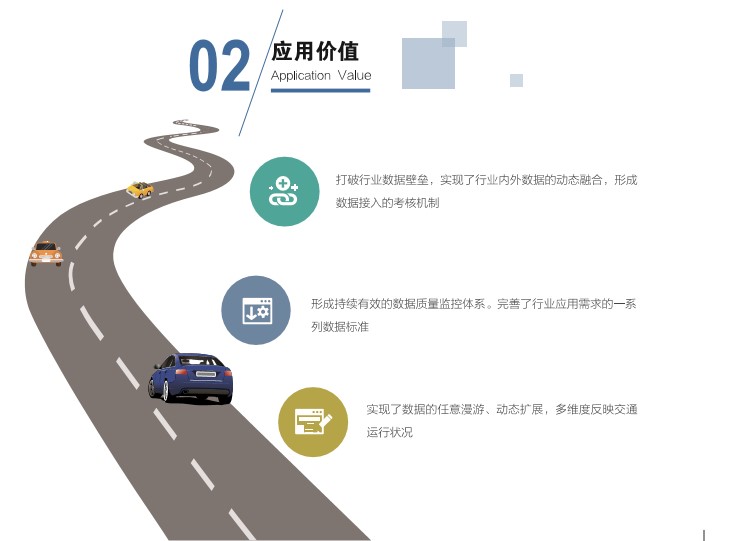 02
应用价值
Application Value
打破行业数据壁垒，实现了行业内外数据的动态融合，形成
数据接入的考核机制
形成持续有效的数据质量监控体系。完善了行业应用需求的一系
列数据标准
实现了数据的任意漫游、动态扩展，多维度反映交通
运行状况